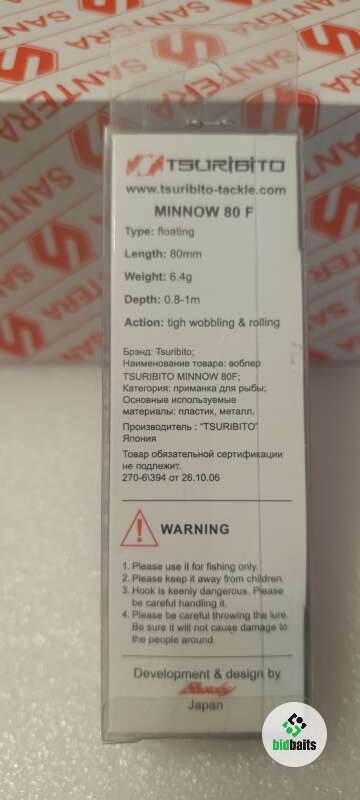 SANTERA
SANTERA
SANTERA
SANTERA
TSURIBITO
www.tsuribito-tackle.com
MINNOW 80 F
Type: floating
Length: 80mm
Weight: 6.4g
Depth: 0.8-1m
Action: tigh wobbling & rolling
Брэнд: Tsuribito;
Наименование товара: воблер
TSURIBITO MINNOW 80F;
Категория: приманка для рыбы;
Основные используемые
материалы: пластик, металл.
Производитель : "TSURIBITO"
Япония
Товар обязательной сертификации
не подлежит.
270-6\394 от 26.10.06
WARNING
1. Please use it for fishing only.
2. Please keep it away from children.
3. Hook is keenly dangerous. Please
be careful handling it.
4. Please be careful throwing the lure.
Be sure it will not cause damage to
the people around.
Development & design by
Japan
bidbaits